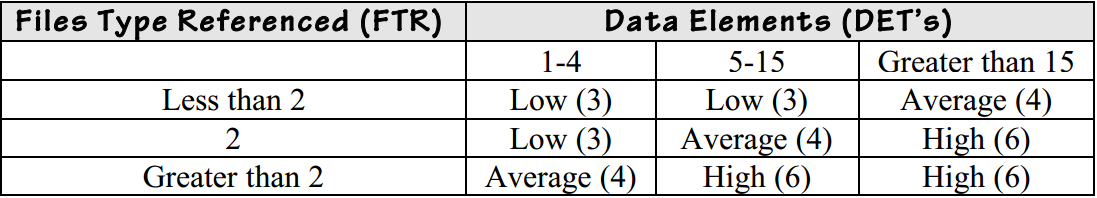 Files Type Referenced (FTR) Data Elements (DET's)
1-4 5-15 Greater than 15
Less than 2 Low (3) Low (3) Average (4)
2 Low (3) Average (4) High (6)
Greater than 2 Average (4) High (6) High (6)